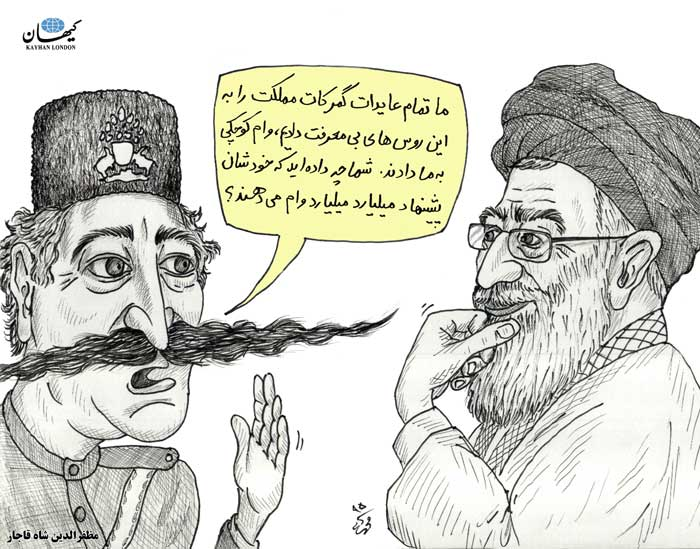 کیهان
KAYHAN LONDON
ما تمام عایدات گمرکات مملکت را به
این روس های بی معرفت دادیم، وام کوچکی
به ما دادند. شما چه داده اید که خودشان
پیشنهاد میلیارد میلیارد وام می دهند؟
مظفرالدین شاه قاجار